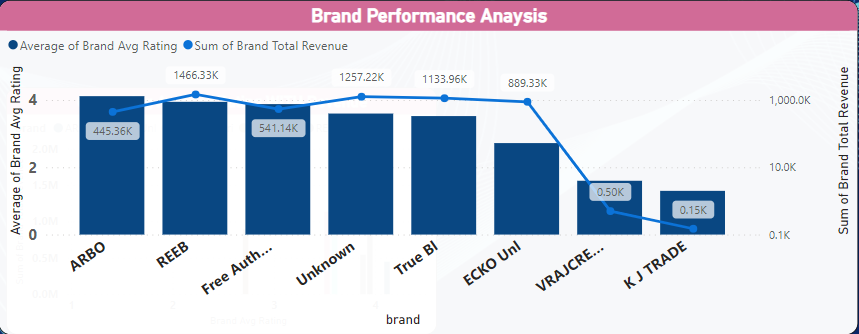 Brand Performance Anaysis
Average of Brand Avg Rating Sum of Brand Total Revenue
Average of Brand Avg Rating
4
2
0
1466.33K 1257.22K 1133.96K 889.33K
445.36K 541.14K
0.50K 0.15K
1,000.0K
10.0K
0.1K
Sum of Brand Total Revenue
ARBO REEB Free Auth... Unknown True Bl ECKO Unl VRAJCRE... K J TRADE
brand